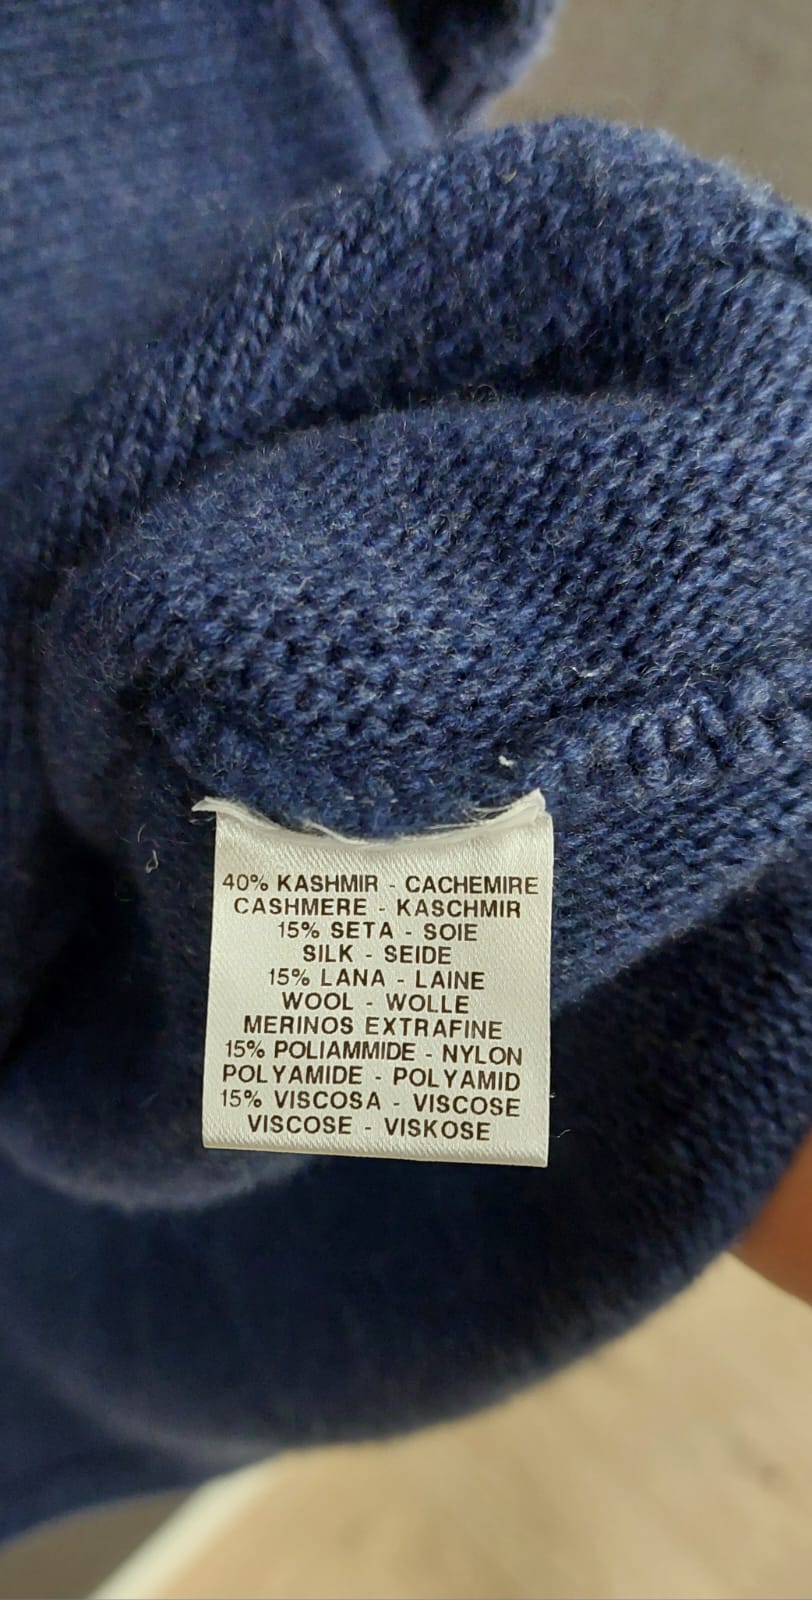 40% KASHMIR - CACHEMIRE
CASHMERE - KASCHMIR
15% SETA - SOIE
SILK - SEIDE
15% LANA - LAINE
WOOL - WOLLE
MERINOS EXTRAFINE
15% POLIAMMIDE - NYLON
POLYAMIDE - POLYAMID
15% VISCOSA - VISCOSE
VISCOSE - VISKOSE